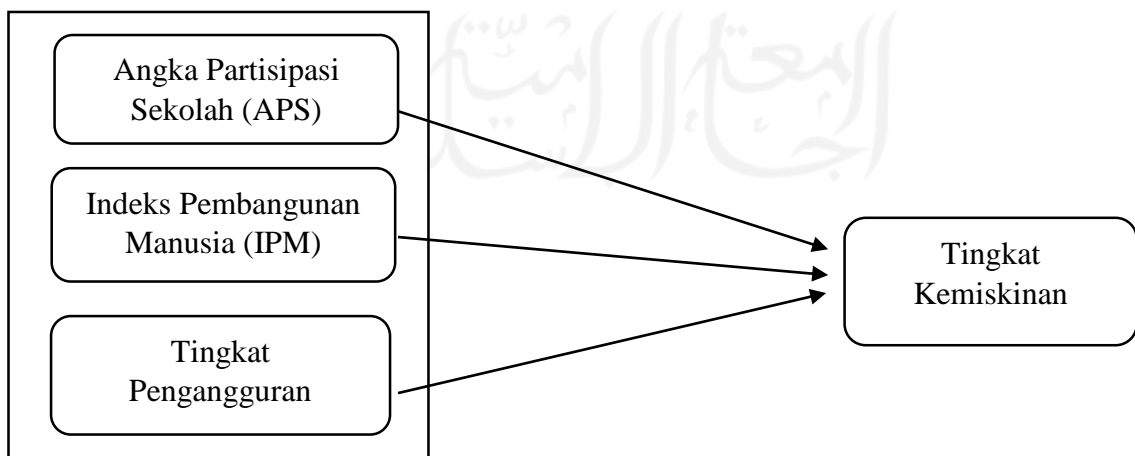 Angka Partisipasi
Sekolah (APS)
Indeks Pembangunan
Manusia (IPM)
Tingkat
Pengangguran
Tingkat
Kemiskinan